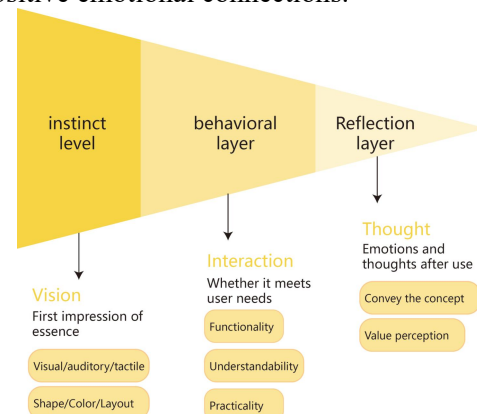 ositive emotional connections.
instinct
level
behavioral
layer
Reflection
layer
Vision
First impression of
essence
Visual/auditory/tactile
Shape/Color/Layout
Interaction
Whether it meets
user needs
Functionality
Understandability
Practicality
Thought
Emotions and
thoughts after use
Convey the concept
Value perception